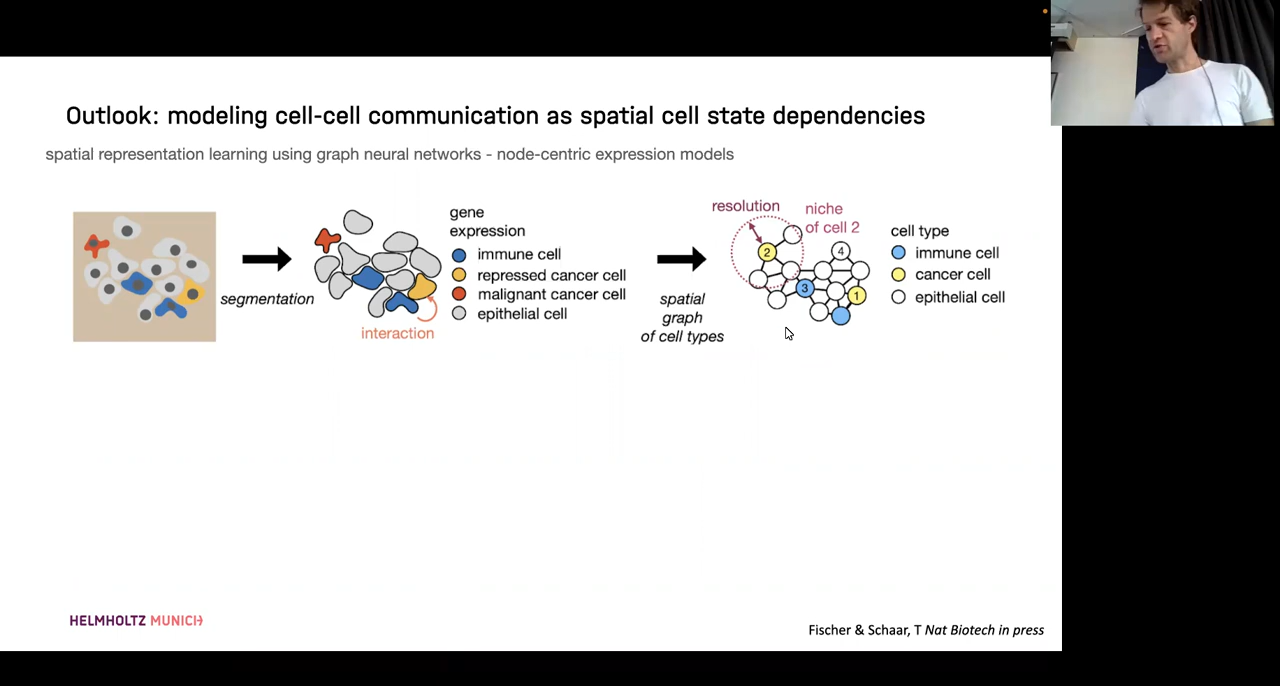 Outlook: modeling cell-cell communication as spatial cell state dependencies
spatial representation learning using graph neural networks - node-centric expression models
segmentation
gene
expression
immune cell
repressed cancer cell
malignant cancer cell
epithelial cell
interaction
spatial
graph
of cell types
resolution
niche
of cell 2
2
4
3
1
cell type
immune cell
cancer cell
epithelial cell
HELMHOLTZ MUNICH
Fischer & Schaar, T Nat Biotech in press